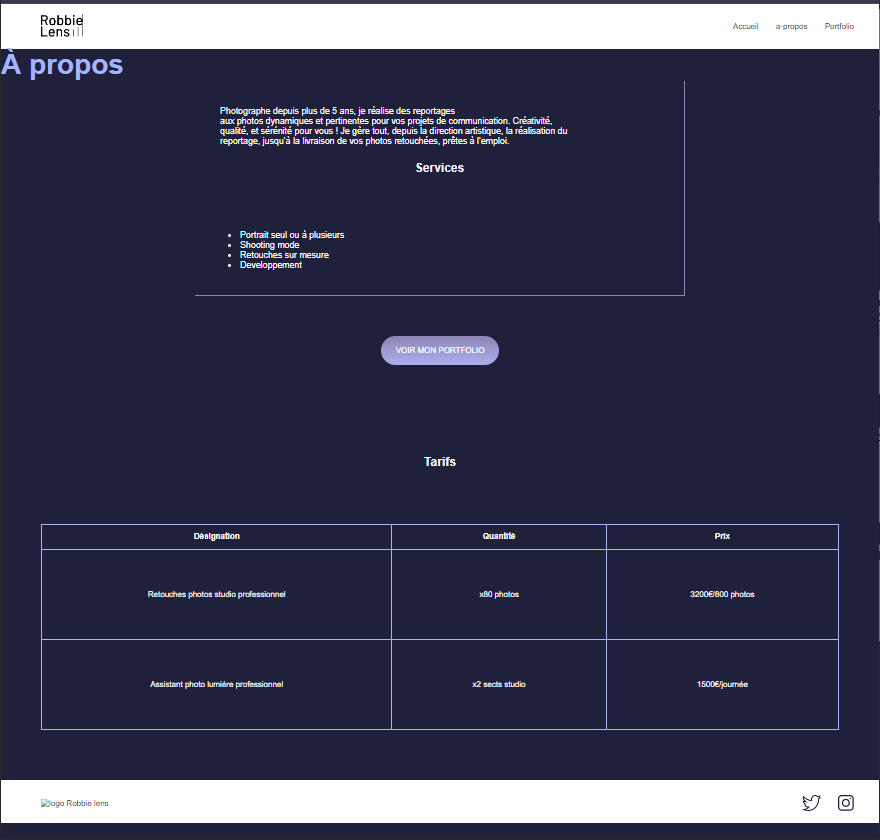 Robbie
Lens
Accueil a-propos Portfolio
À propos
Photographe depuis plus de 5 ans, je réalise des reportages
aux photos dynamiques et pertinentes pour vos projets de communication. Créativité,
qualité, et sérénité pour vous ! Je gère tout, depuis la direction artistique, la réalisation du
reportage, jusqu'à la livraison de vos photos retouchées, prêtes à l'emploi.
Services
Portrait seul ou à plusieurs
Shooting mode
Retouches sur mesure
Developpement
VOIR MON PORTFOLIO
Tarifs
Désignation Quantité Prix
Retouches photos studio professionnel x80 photos 3200€/800 photos
Assistant photo lumière professionnel x2 sects studio 1500€/journée
logo Robbie lens